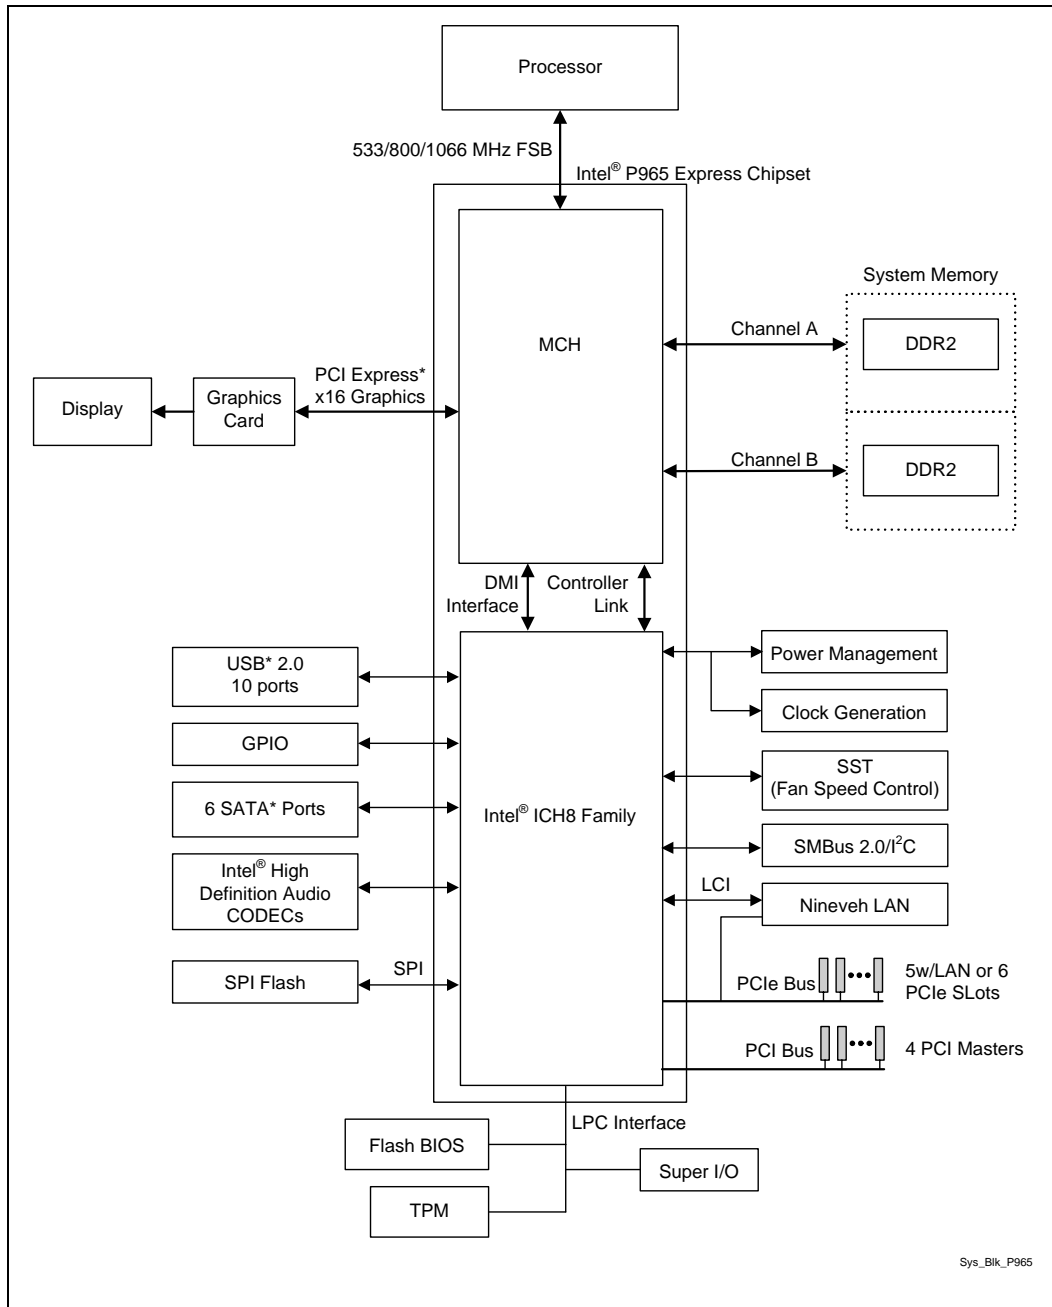 Processor
533/800/1066 MHz FSB
Intel® P965 Express Chipset
MCH
System Memory
Channel A
DDR2
Channel B
DDR2
PCI Express*
x16 Graphics
Graphics
Card
Display
DMI
Interface
Controller
Link
USB* 2.0
10 ports
GPIO
6 SATA* Ports
Intel® High
Definition Audio
CODECs
SPI Flash
SPI
Intel® ICH8 Family
Power Management
Clock Generation
SST
(Fan Speed Control)
SMBus 2.0/I²C
LCI
Nineveh LAN
PCIe Bus
5w/LAN or 6
PCIe SLots
PCI Bus
4 PCI Masters
LPC Interface
Flash BIOS
Super I/O
TPM
Sys_Blk_P965